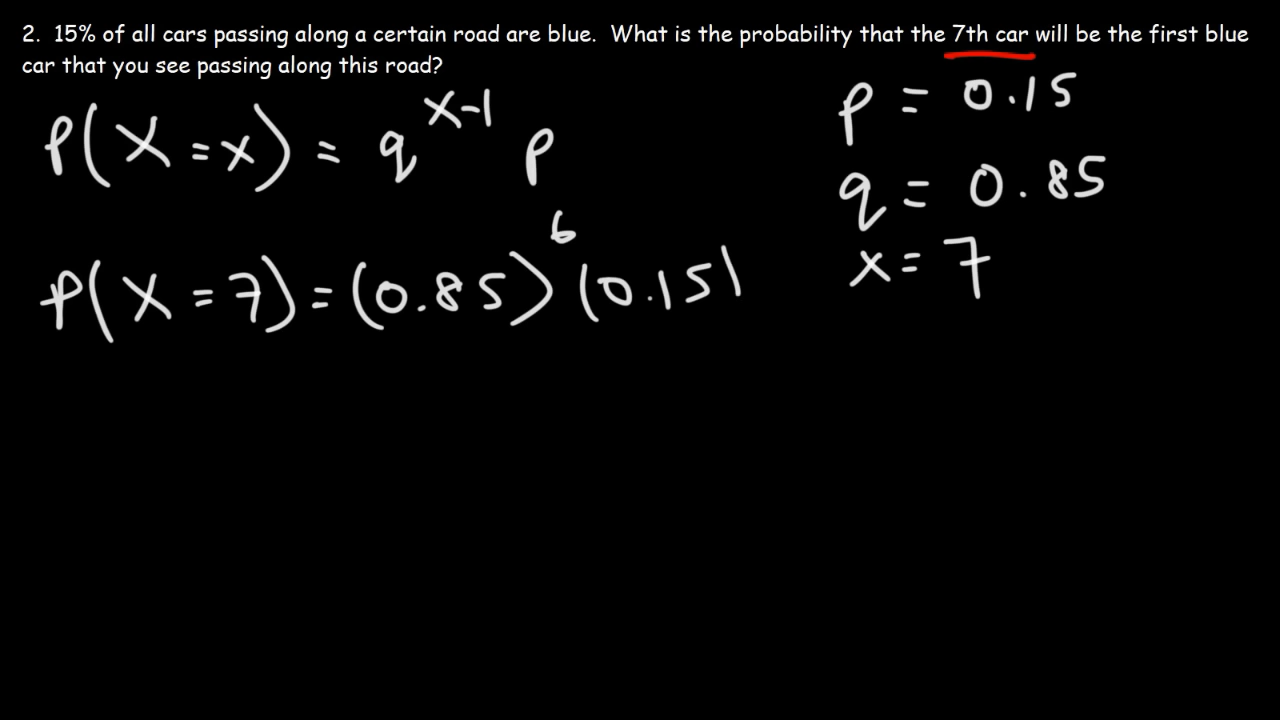 2. 15% of all cars passing along a certain road are blue. What is the probability that the 7th car will be the first blue
car that you see passing along this road?
p = 0.15
P(X=x) = q^{x-1} p
q = 0.85
x = 7
P(X=7) = (0.85)^6 (0.15)